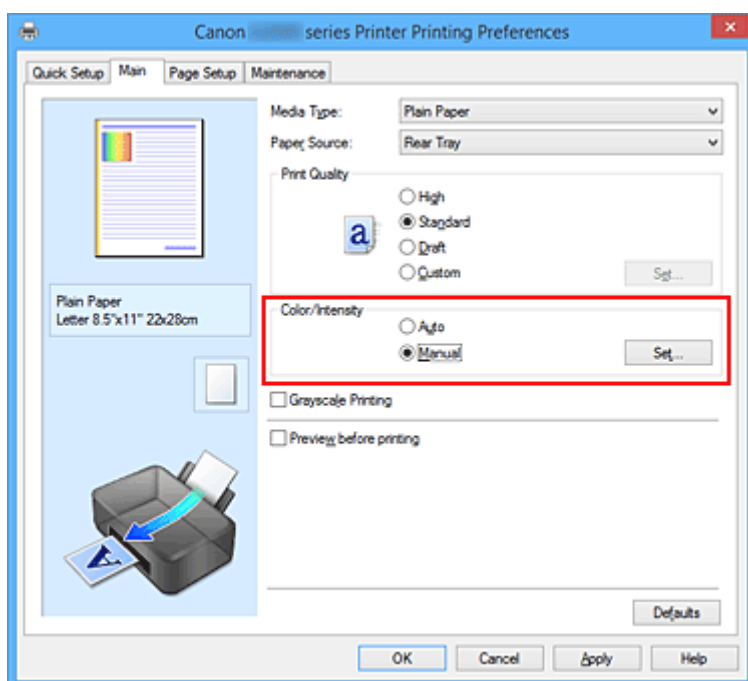 Canon series Printer Printing Preferences
Quick Setup Main Page Setup Maintenance
Media Type: Plain Paper
Paper Source: Rear Tray
Print Quality
High
Standard
Draft
Custom Set...
a
Plain Paper
Letter 8.5"x11" 22x28cm
Color/Intensity
Auto
Manual Set...
Grayscale Printing
Preview before printing
A
Defaults
OK Cancel Apply Help